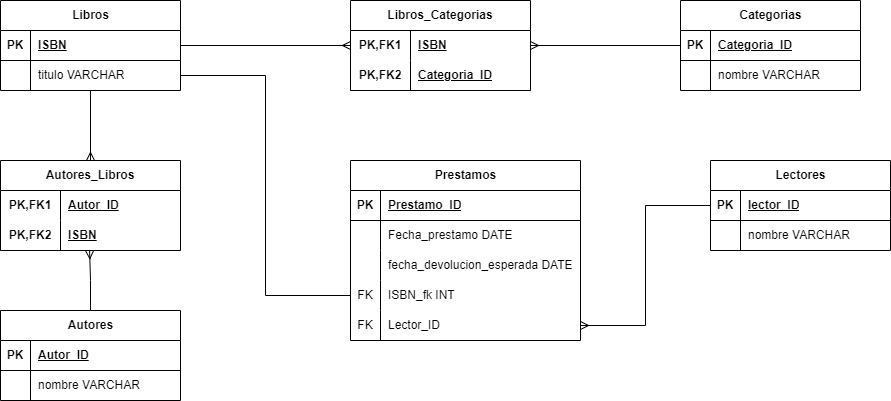 Libros
PK ISBN
titulo VARCHAR
Libros_Categorias
PK,FK1 ISBN
PK,FK2 Categoria_ID
Categorias
PK Categoria_ID
nombre VARCHAR
Autores_Libros
PK,FK1 Autor_ID
PK,FK2 ISBN
Prestamos
PK Prestamo_ID
Fecha_prestamo DATE
fecha_devolucion_esperada DATE
FK ISBN_fk INT
FK Lector_ID
Lectores
PK lector_ID
nombre VARCHAR
Autores
PK Autor_ID
nombre VARCHAR